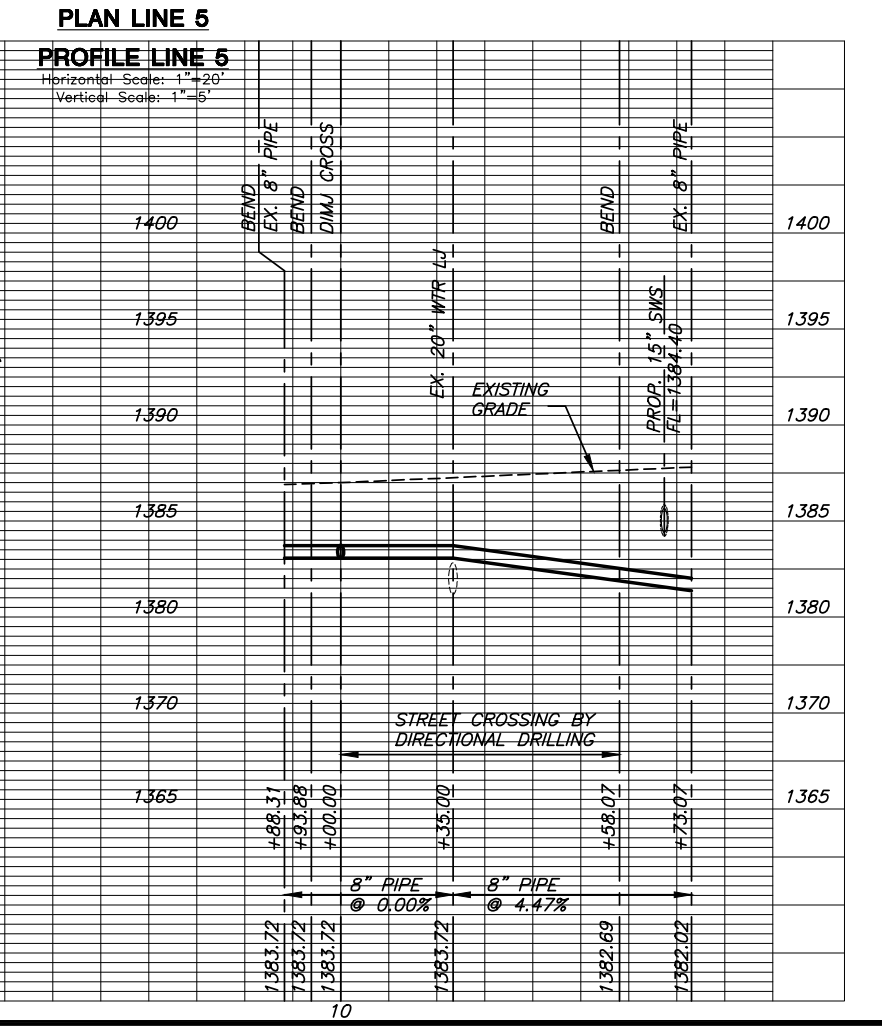 PLAN LINE 5
PROFILE LINE 5
Horizontal Scale: 1"=20'
Vertical Scale: 1"=5'
BEND
EX. 8" PIPE
BEND
DIMJ CROSS
EX. 20" WTR LJ
BEND
PROP. 15" SWS
FL=1384.40
EX. 8" PIPE
1400
1400
1395
1395
EXISTING
GRADE
1390
1390
1385
1385
1380
1380
1370
1370
STREET CROSSING BY
DIRECTIONAL DRILLING
1365
1365
+88.31
+93.88
+00.00
+35.00
+58.07
+73.07
8" PIPE
@ 0.00%
8" PIPE
@ 4.47%
1383.72
1383.72
1383.72
1383.72
1382.69
1382.02
10